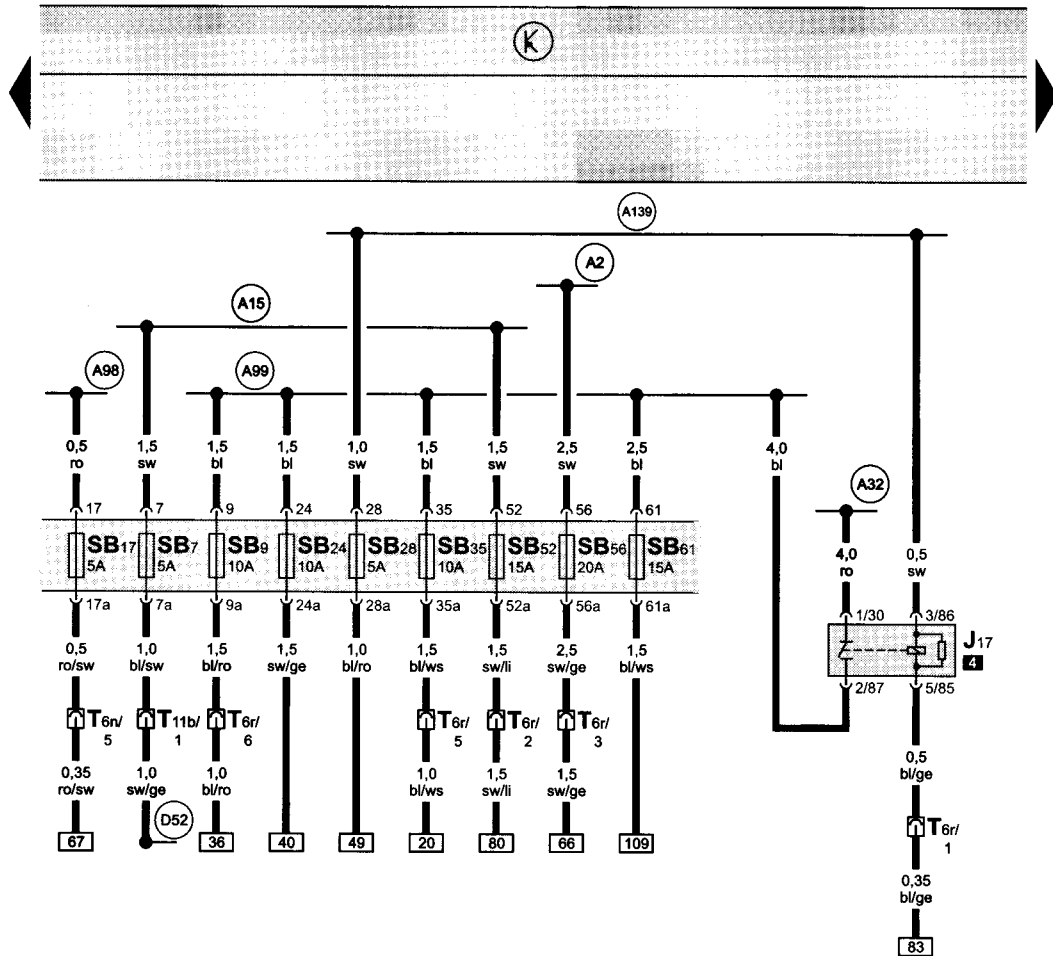 K
A139
A2
A15
A98 A99
0,5 1,5 1,5 1,5 1,0 1,5 1,5 2,5 2,5 4,0
ro sw bl bl sw bl sw sw bl bl
A32
17 7 9 24 28 35 52 56 61
SB17 SB7 SB9 SB24 SB28 SB35 SB52 SB56 SB61
5A 5A 10A 10A 5A 10A 15A 20A 15A
4,0 0,5
ro sw
17a 7a 9a 24a 28a 35a 52a 56a 61a
1/30 3/86
J17
4
2/87 5/85
0,5 1,0 1,5 1,5 1,0 1,5 1,5 2,5 1,5
ro/sw bl/sw bl/ro sw/ge bl/ro bl/ws sw/li sw/ge bl/ws
T6n/ T11b/ T6r/ T6r/ T6r/ T6r/
5 1 6 5 2 3
0,35 1,0 1,0 1,0 1,5 1,5
ro/sw sw/ge bl/ro bl/ws sw/li sw/ge
0,5
bl/ge
D52
67 36 40 49 20 80 66 109
T6r/
1
0,35
bl/ge
83